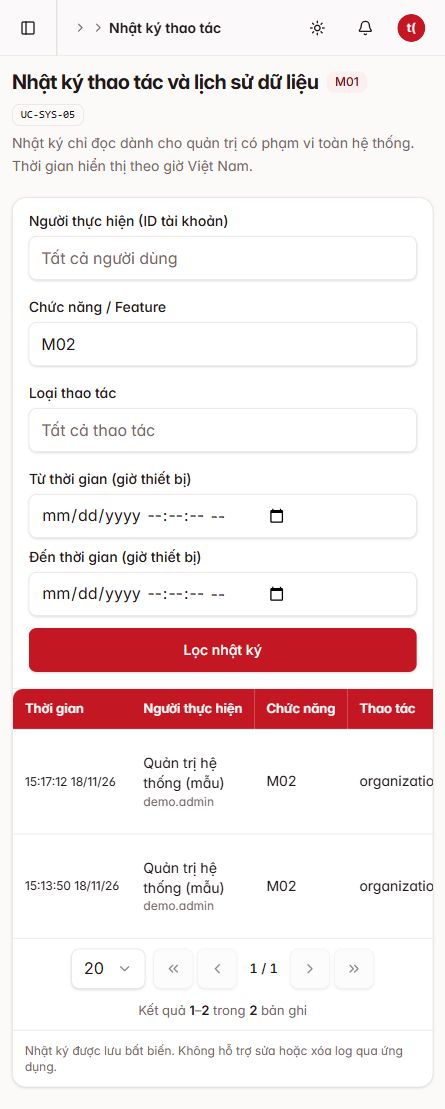 Nhật ký thao tác
t(
Nhật ký thao tác và lịch sử dữ liệu M01
UC-SYS-05
Nhật ký chỉ đọc dành cho quản trị có phạm vi toàn hệ thống.
Thời gian hiển thị theo giờ Việt Nam.
Người thực hiện (ID tài khoản)
Tất cả người dùng
Chức năng / Feature
M02
Loại thao tác
Tất cả thao tác
Từ thời gian (giờ thiết bị)
mm/dd/yyyy --:--:-- --
Đến thời gian (giờ thiết bị)
mm/dd/yyyy --:--:-- --
Lọc nhật ký
Thời gian Người thực hiện Chức năng Thao tác
Quản trị hệ
thống (mẫu)
15:17:12 18/11/26 M02 organizatio
demo.admin
Quản trị hệ
thống (mẫu)
15:13:50 18/11/26 M02 organizatio
demo.admin
20 1 / 1
Kết quả 1–2 trong 2 bản ghi
Nhật ký được lưu bất biến. Không hỗ trợ sửa hoặc xóa log qua ứng
dụng.